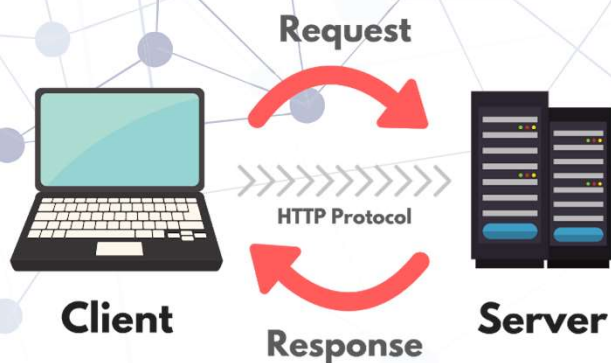 Request
HTTP Protocol
Client
Server
Response